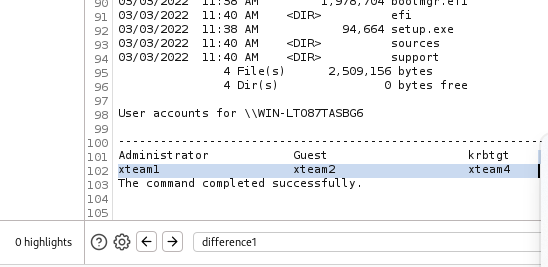 90 03/03/2022 11:38 AM 1,978,704 bootmgr.efi
91 03/03/2022 11:40 AM <DIR> efi
92 03/03/2022 11:38 AM 94,664 setup.exe
93 03/03/2022 11:40 AM <DIR> sources
94 03/03/2022 11:40 AM <DIR> support
95 4 File(s) 2,509,156 bytes
96 4 Dir(s) 0 bytes free
97
98 User accounts for \\WIN-LTO87TASBG6
99
100 -------------------------------------------------------------
101 Administrator Guest krbtgt
102 xteam1 xteam2 xteam4
103 The command completed successfully.
104
105
0 highlights difference1